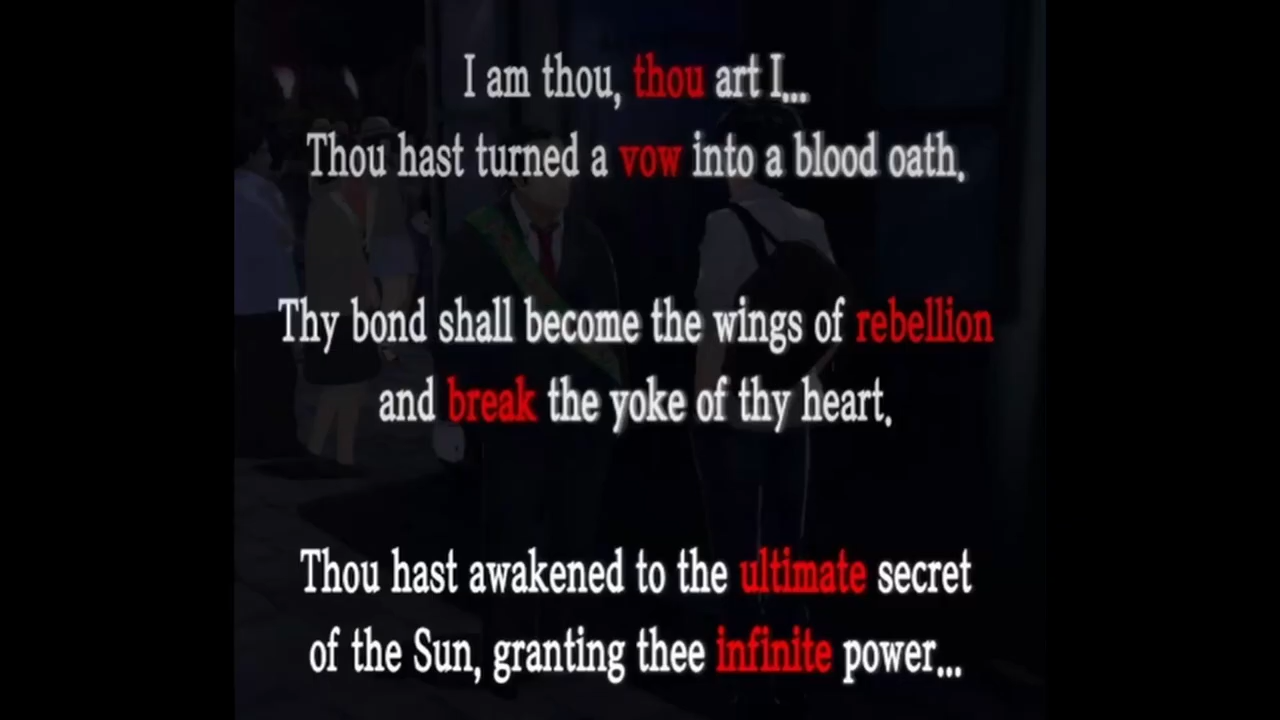 I am thou, thou art I...
Thou hast turned a vow into a blood oath.
Thy bond shall become the wings of rebellion
and break the yoke of thy heart.
Thou hast awakened to the ultimate secret
of the Sun, granting thee infinite power...